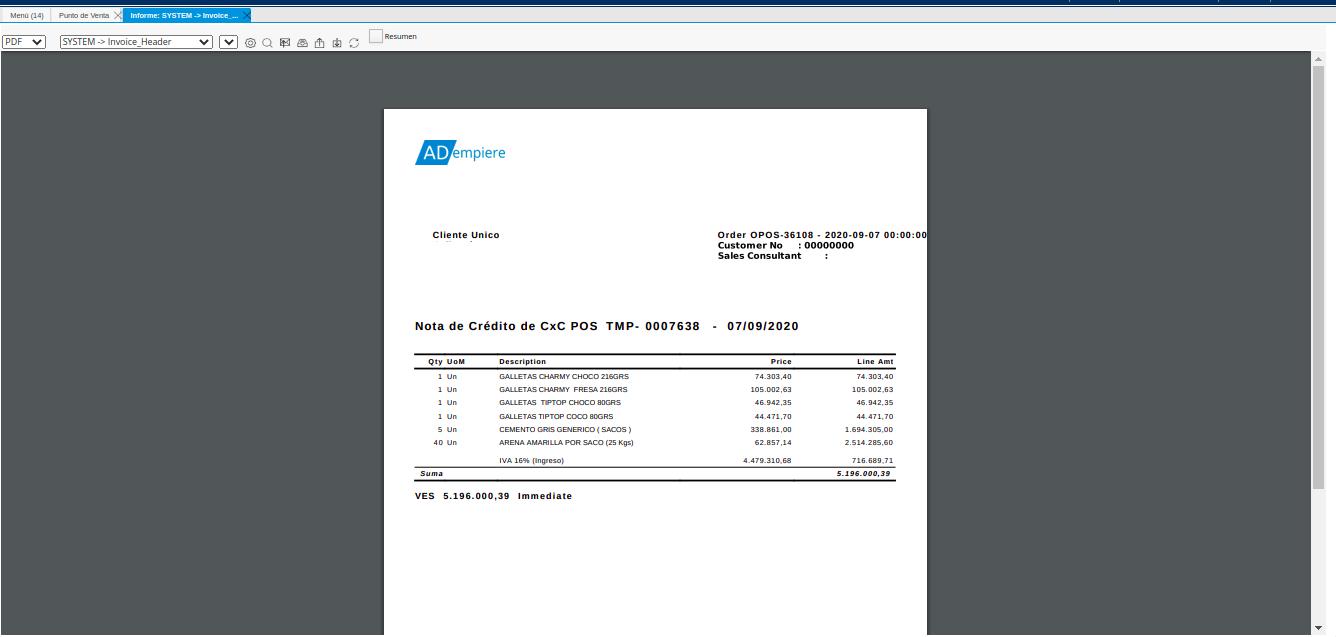 Menú (14) Punto de Venta Informe: SYSTEM -> Invoice_...
PDF SYSTEM -> Invoice_Header Resumen
ADempiere
Cliente Unico Order OPOS-36108 - 2020-09-07 00:00:00
Customer No : 00000000
Sales Consultant :
Nota de Crédito de CxC POS TMP- 0007638 - 07/09/2020
Qty UoM Description Price Line Amt
1 Un GALLETAS CHARMY CHOCO 216GRS 74.303,40 74.303,40
1 Un GALLETAS CHARMY FRESA 216GRS 105.002,63 105.002,63
1 Un GALLETAS TIPTOP CHOCO 80GRS 46.942,35 46.942,35
1 Un GALLETAS TIPTOP COCO 80GRS 44.471,70 44.471,70
5 Un CEMENTO GRIS GENERICO ( SACOS ) 338.861,00 1.694.305,00
40 Un ARENA AMARILLA POR SACO (25 Kgs) 62.857,14 2.514.285,60
IVA 16% (Ingreso) 4.479.310,68 716.689,71
Suma 5.196.000,39
VES 5.196.000,39 Immediate